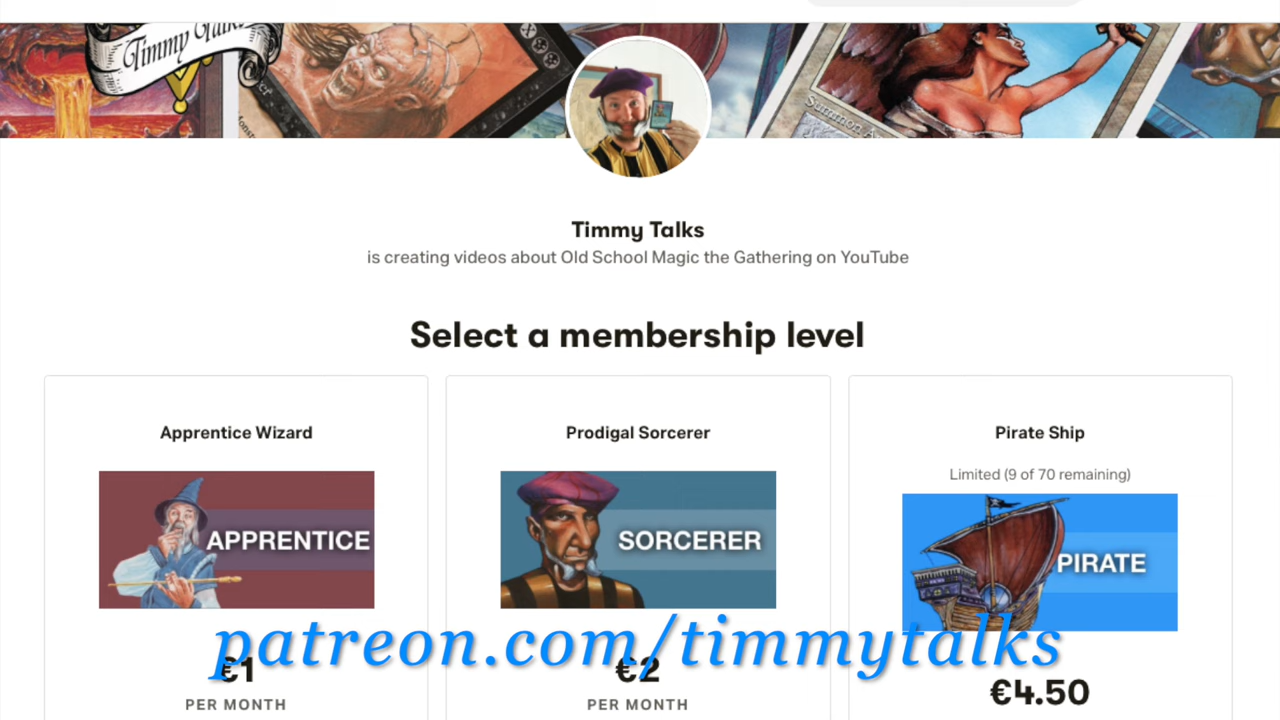 Timmy Talks
Summon A
Timmy Talks
is creating videos about Old School Magic the Gathering on YouTube
Select a membership level
Apprentice Wizard
Prodigal Sorcerer
Pirate Ship
Limited (9 of 70 remaining)
APPRENTICE
SORCERER
PIRATE
patreon.com/timmytalks
€1
€2
€4.50
PER MONTH
PER MONTH